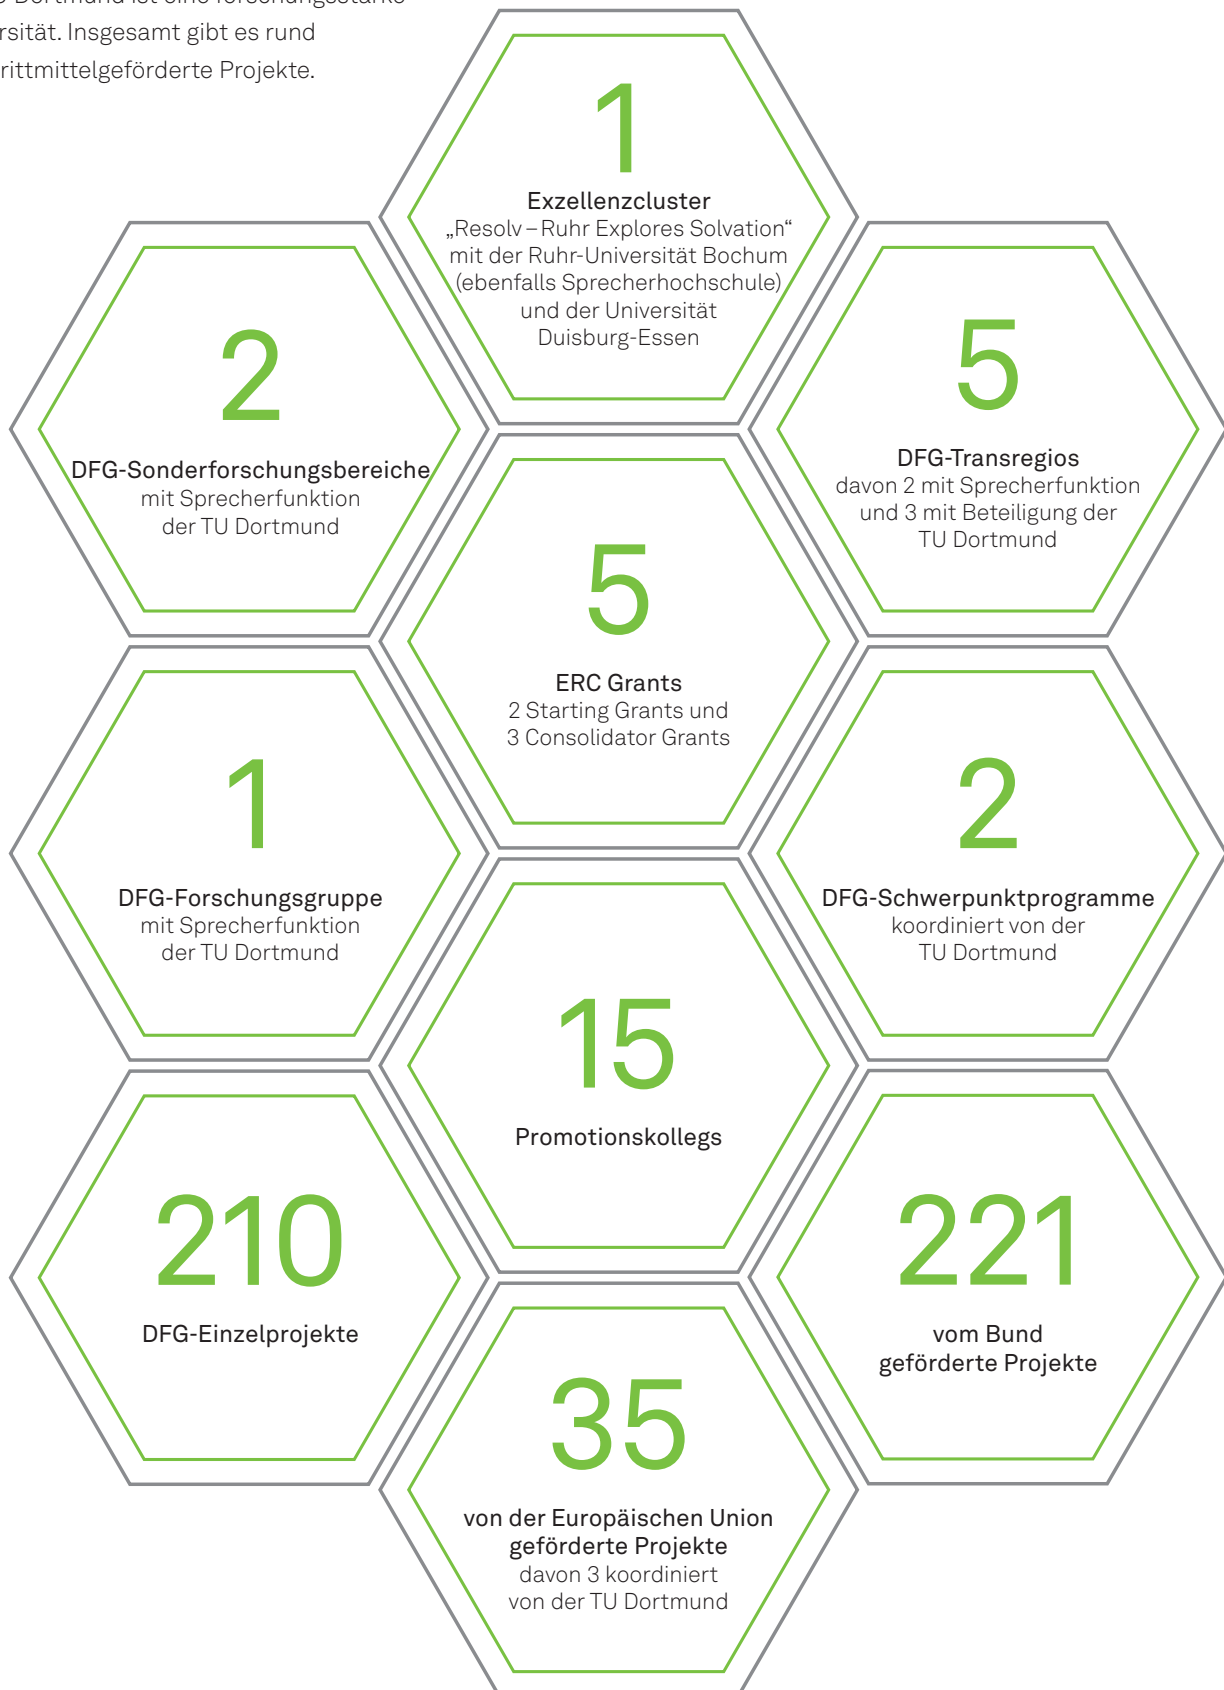 Dortmund ist eine forschungsstarke
Insgesamt gibt es rund
Projekte.
1
Exzellenzcluster
„Resolv – Ruhr Explores Solvation“
mit der Ruhr-Universität Bochum
(ebenfalls Sprecherhochschule)
und der Universität
Duisburg-Essen
2
DFG-Sonderforschungsbereiche
mit Sprecherfunktion
der TU Dortmund
5
DFG-Transregios
davon 2 mit Sprecherfunktion
und 3 mit Beteiligung der
TU Dortmund
5
ERC Grants
2 Starting Grants und
3 Consolidator Grants
1
DFG-Forschungsgruppe
mit Sprecherfunktion
der TU Dortmund
2
DFG-Schwerpunktprogramme
koordiniert von der
TU Dortmund
15
Promotionskollegs
210
DFG-Einzelprojekte
221
vom Bund
geförderte Projekte
35
von der Europäischen Union
geförderte Projekte
davon 3 koordiniert
von der TU Dortmund